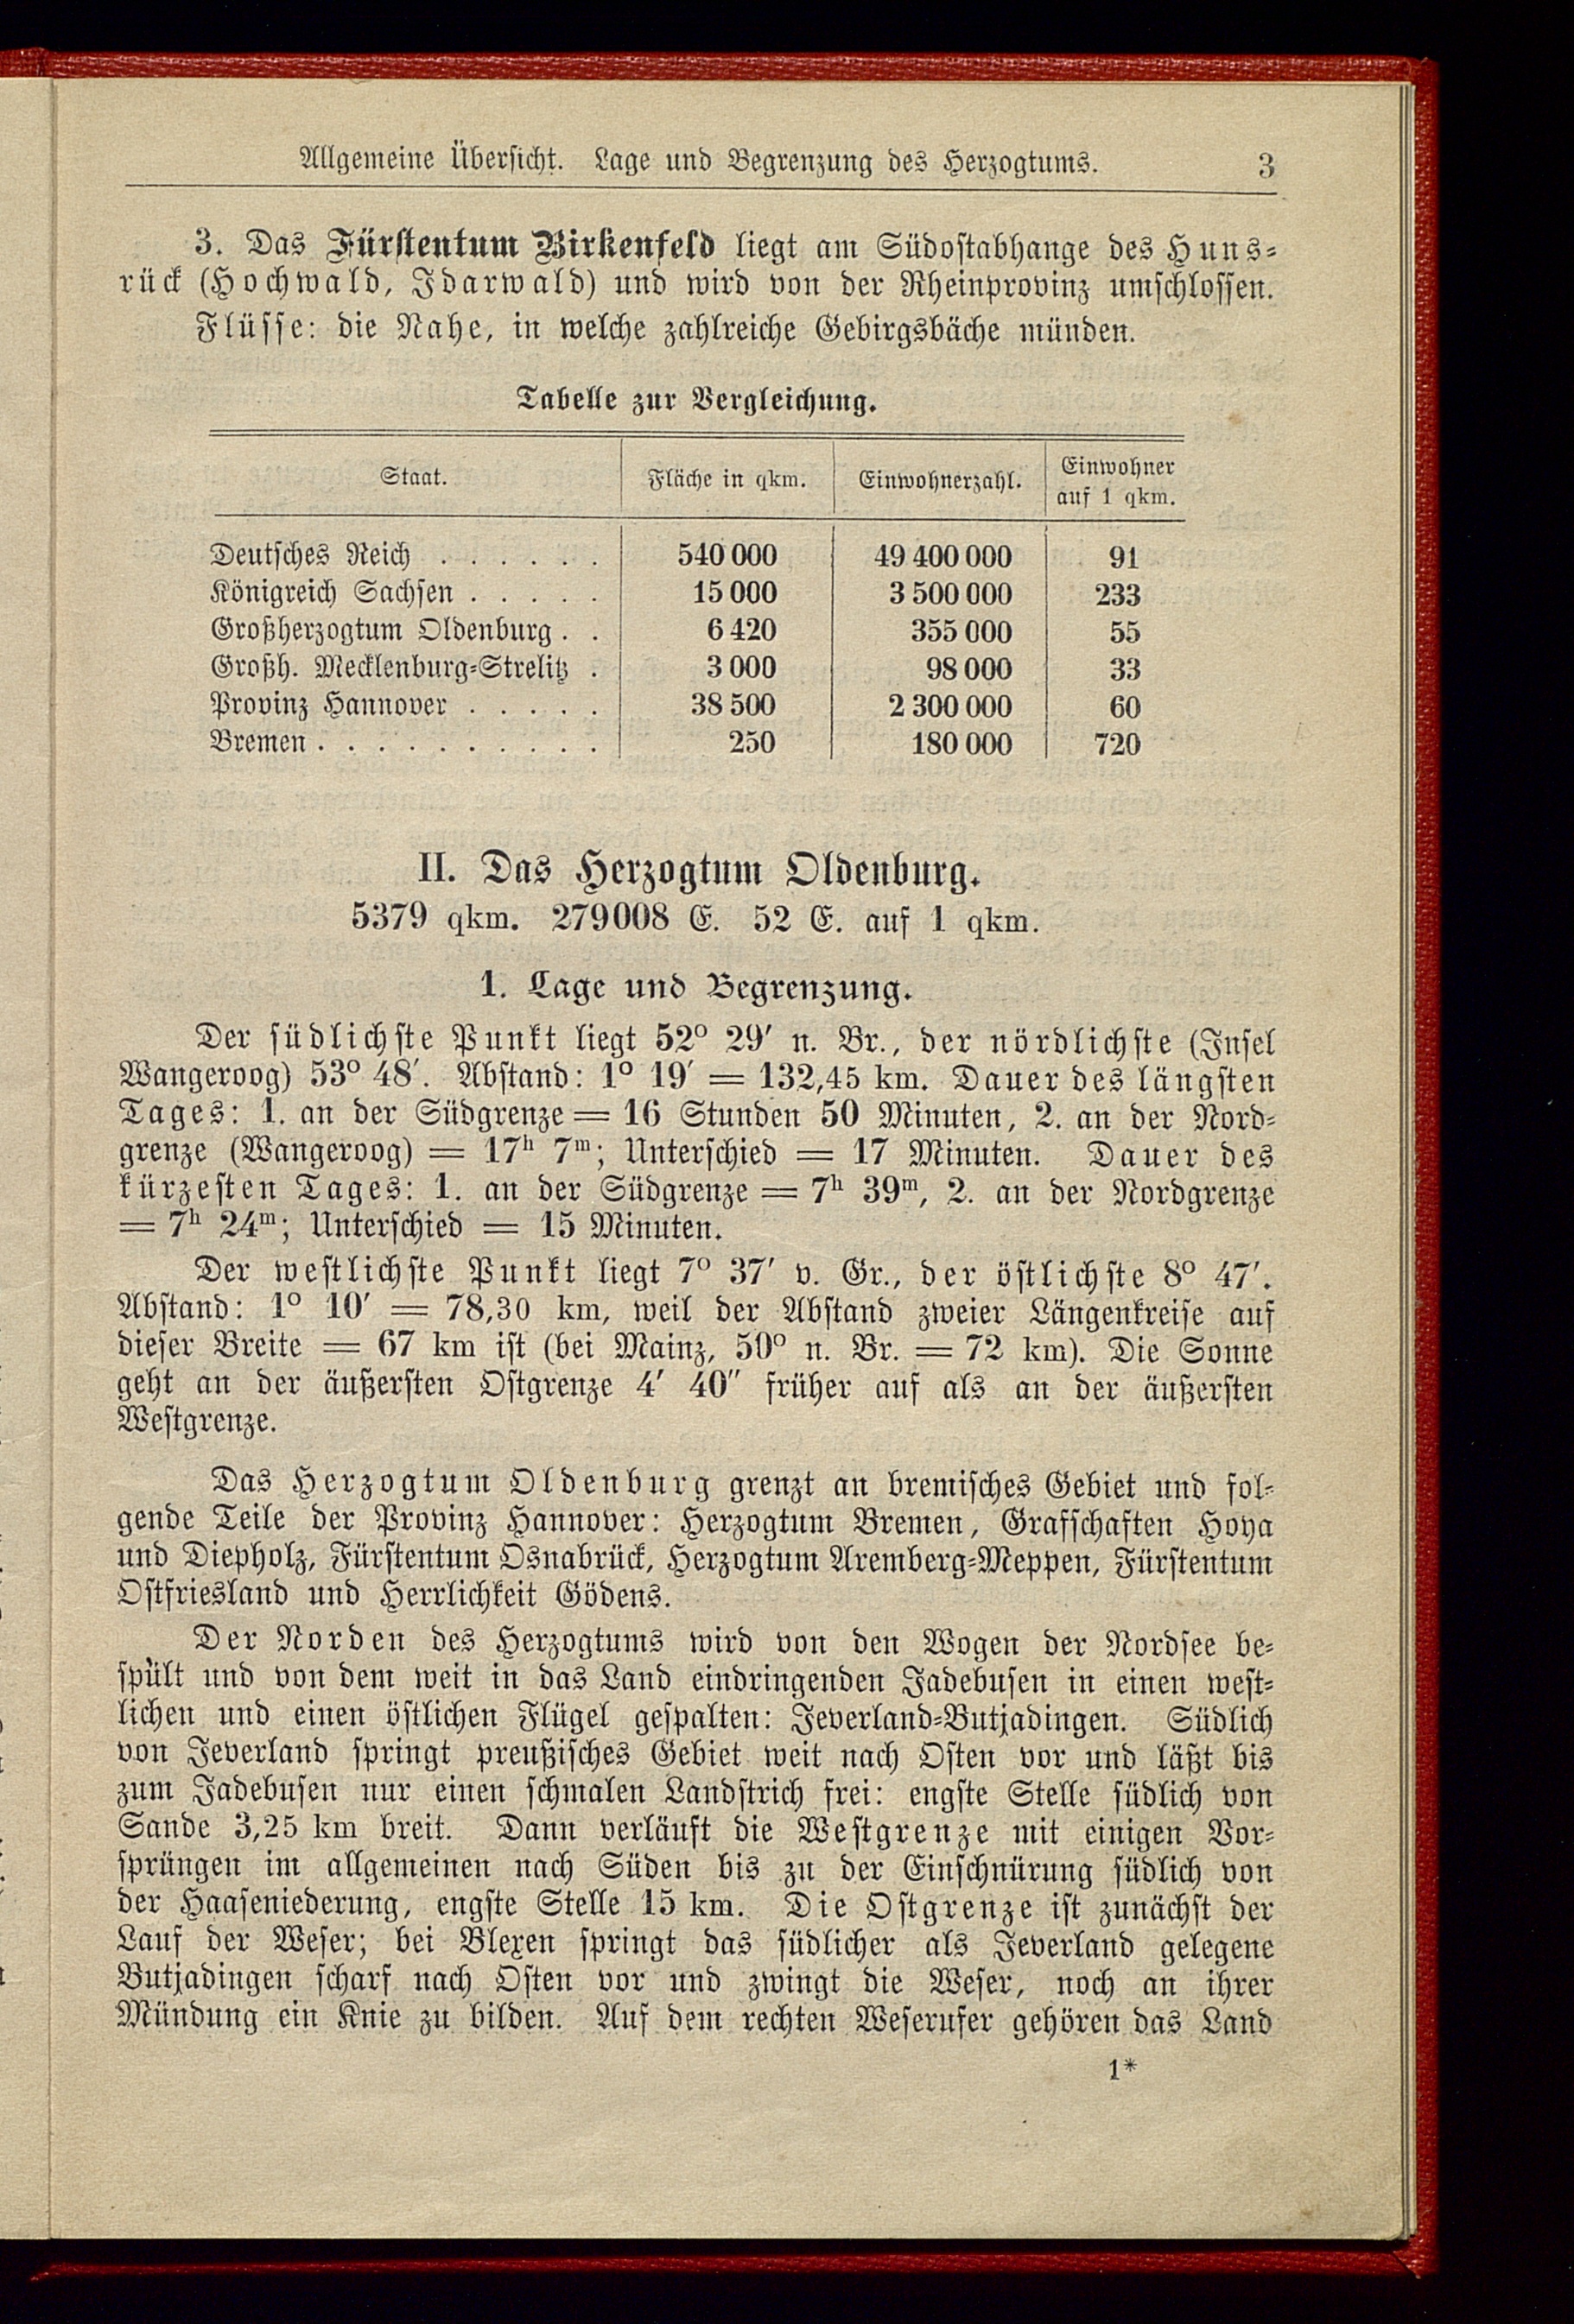 Allgemeine Übersicht. Lage und Begrenzung des Herzogtums. 3
3. Das Fürstentum Birkenfeld liegt am Südostabhange des Huns-
rück (Hochwald, Idarwald) und wird von der Rheinprovinz umschlossen.
Flüsse: die Nahe, in welche zahlreiche Gebirgsbäche münden.
Tabelle zur Vergleichung.
Staat. Fläche in qkm. Einwohnerzahl. Einwohner auf 1 qkm.
Deutsches Reich . . . . . . 540 000 49 400 000 91
Königreich Sachsen . . . . . 15 000 3 500 000 233
Großherzogtum Oldenburg . . 6 420 355 000 55
Großh. Mecklenburg-Strelitz . 3 000 98 000 33
Provinz Hannover . . . . . 38 500 2 300 000 60
Bremen . . . . . . . . . . 250 180 000 720
II. Das Herzogtum Oldenburg.
5379 qkm. 279008 E. 52 E. auf 1 qkm.
1. Lage und Begrenzung.
Der südlichste Punkt liegt 52° 29′ n. Br., der nördlichste (Insel
Wangeroog) 53° 48′. Abstand: 1° 19′ = 132,45 km. Dauer des längsten
Tages: 1. an der Südgrenze = 16 Stunden 50 Minuten, 2. an der Nord-
grenze (Wangeroog) = 17ʰ 7ᵐ; Unterschied = 17 Minuten. Dauer des
kürzesten Tages: 1. an der Südgrenze = 7ʰ 39ᵐ, 2. an der Nordgrenze
= 7ʰ 24ᵐ; Unterschied = 15 Minuten.
Der westlichste Punkt liegt 7° 37′ v. Gr., der östlichste 8° 47′.
Abstand: 1° 10′ = 78,30 km, weil der Abstand zweier Längenkreise auf
dieser Breite = 67 km ist (bei Mainz, 50° n. Br. = 72 km). Die Sonne
geht an der äußersten Ostgrenze 4′ 40″ früher auf als an der äußersten
Westgrenze.
Das Herzogtum Oldenburg grenzt an bremisches Gebiet und fol-
gende Teile der Provinz Hannover: Herzogtum Bremen, Grafschaften Hoya
und Diepholz, Fürstentum Osnabrück, Herzogtum Aremberg-Meppen, Fürstentum
Ostfriesland und Herrlichkeit Gödens.
Der Norden des Herzogtums wird von den Wogen der Nordsee be-
spült und von dem weit in das Land eindringenden Jadebusen in einen west-
lichen und einen östlichen Flügel gespalten: Jeverland-Butjadingen. Südlich
von Jeverland springt preußisches Gebiet weit nach Osten vor und läßt bis
zum Jadebusen nur einen schmalen Landstrich frei: engste Stelle südlich von
Sande 3,25 km breit. Dann verläuft die Westgrenze mit einigen Vor-
sprüngen im allgemeinen nach Süden bis zu der Einschnürung südlich von
der Haaseniederung, engste Stelle 15 km. Die Ostgrenze ist zunächst der
Lauf der Weser; bei Blexen springt das südlicher als Jeverland gelegene
Butjadingen scharf nach Osten vor und zwingt die Weser, noch an ihrer
Mündung ein Knie zu bilden. Auf dem rechten Weserufer gehören das Land
1*